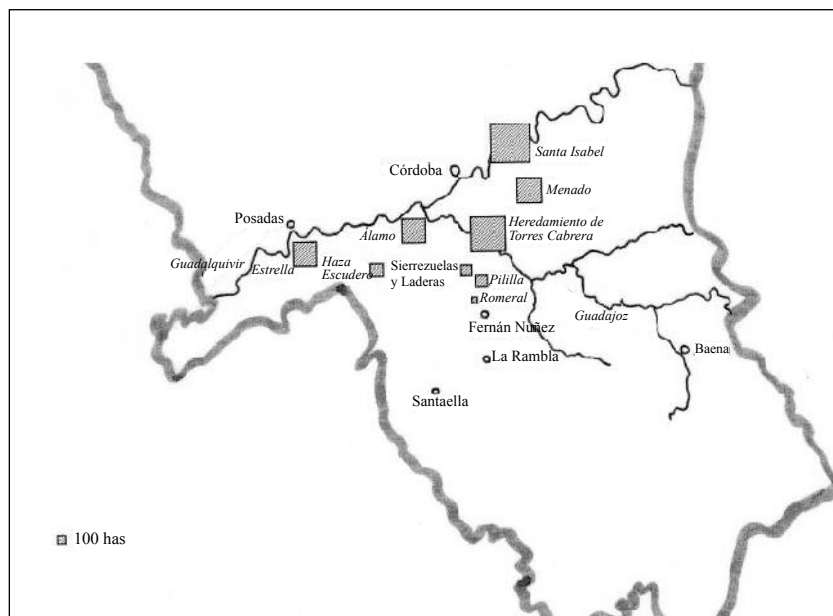 Santa Isabel
Córdoba
Menado
Posadas
Heredamiento de
Torres Cabrera
Álamo
Guadalquivir
Estrella
Haza
Escudero
Sierrezuelas
y Laderas
Pililla
Romeral
Guadajoz
Fernán Nuñez
Baena
La Rambla
Santaella
100 has